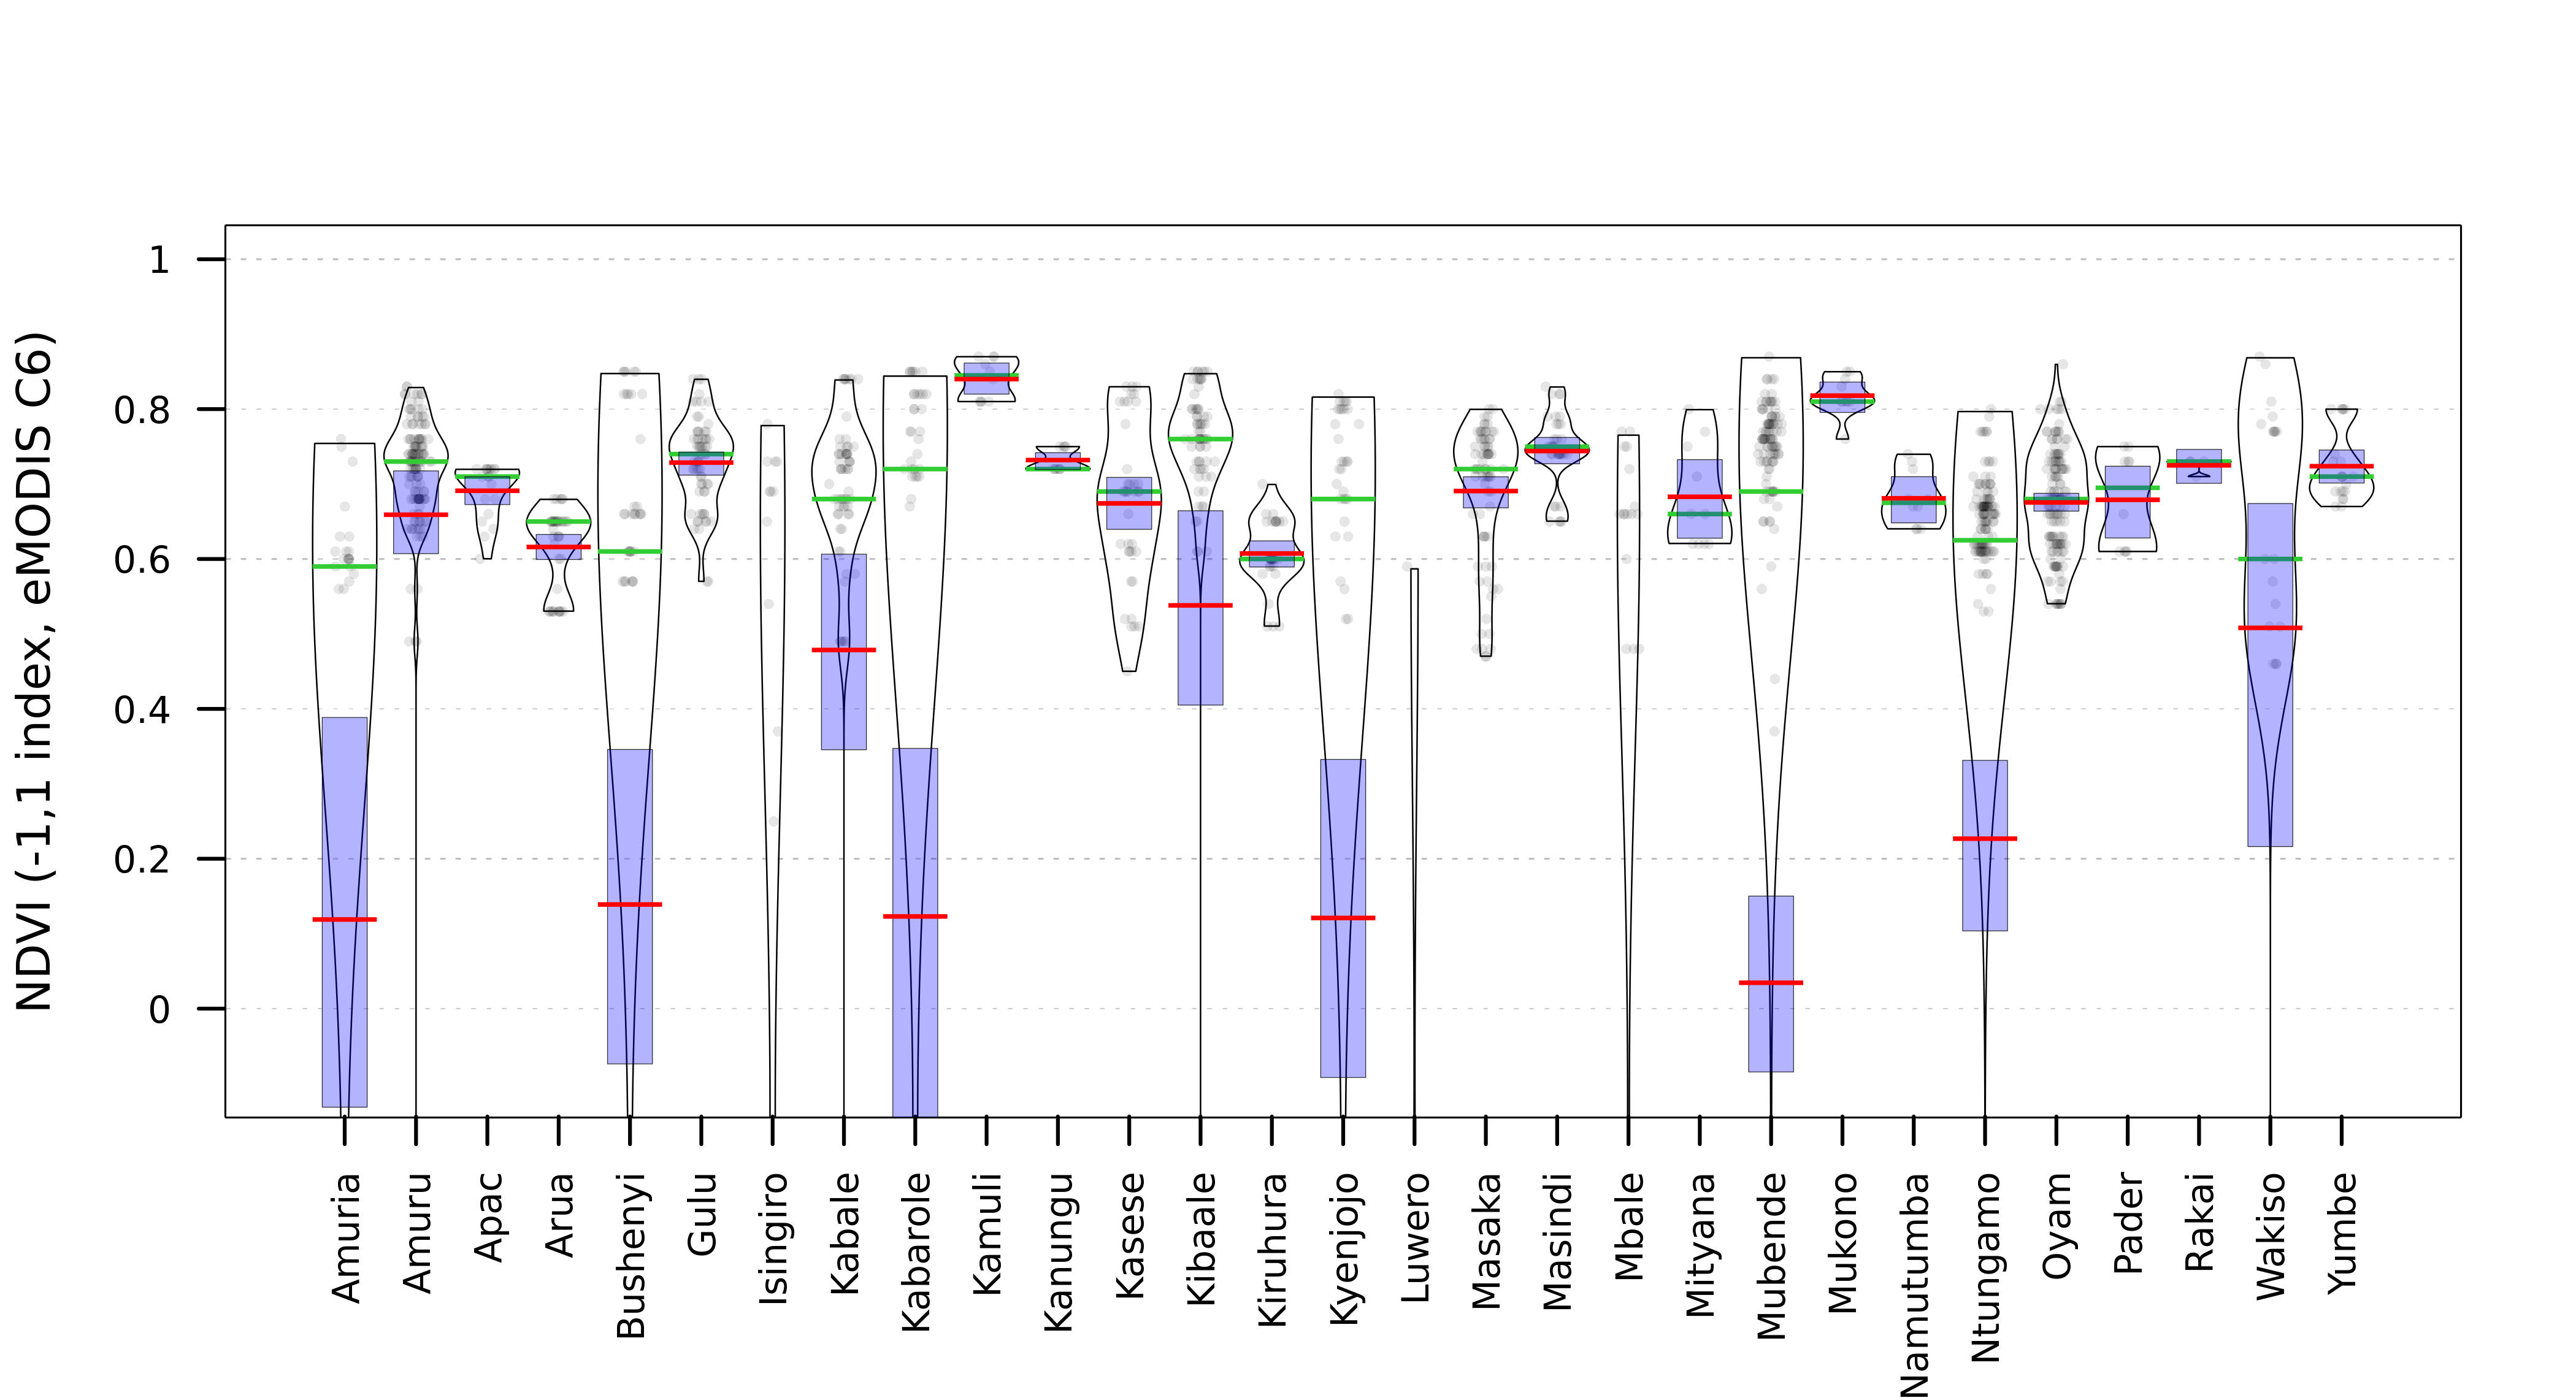 NDVI (-1,1 index, eMODIS C6)
1
0.8
0.6
0.4
0.2
0
Amuria
Amuru
Apac
Arua
Bushenyi
Gulu
Isingiro
Kabale
Kabarole
Kamuli
Kanungu
Kasese
Kibaale
Kiruhura
Kyenjojo
Luwero
Masaka
Masindi
Mbale
Mityana
Mubende
Mukono
Namutumba
Ntungamo
Oyam
Pader
Rakai
Wakiso
Yumbe